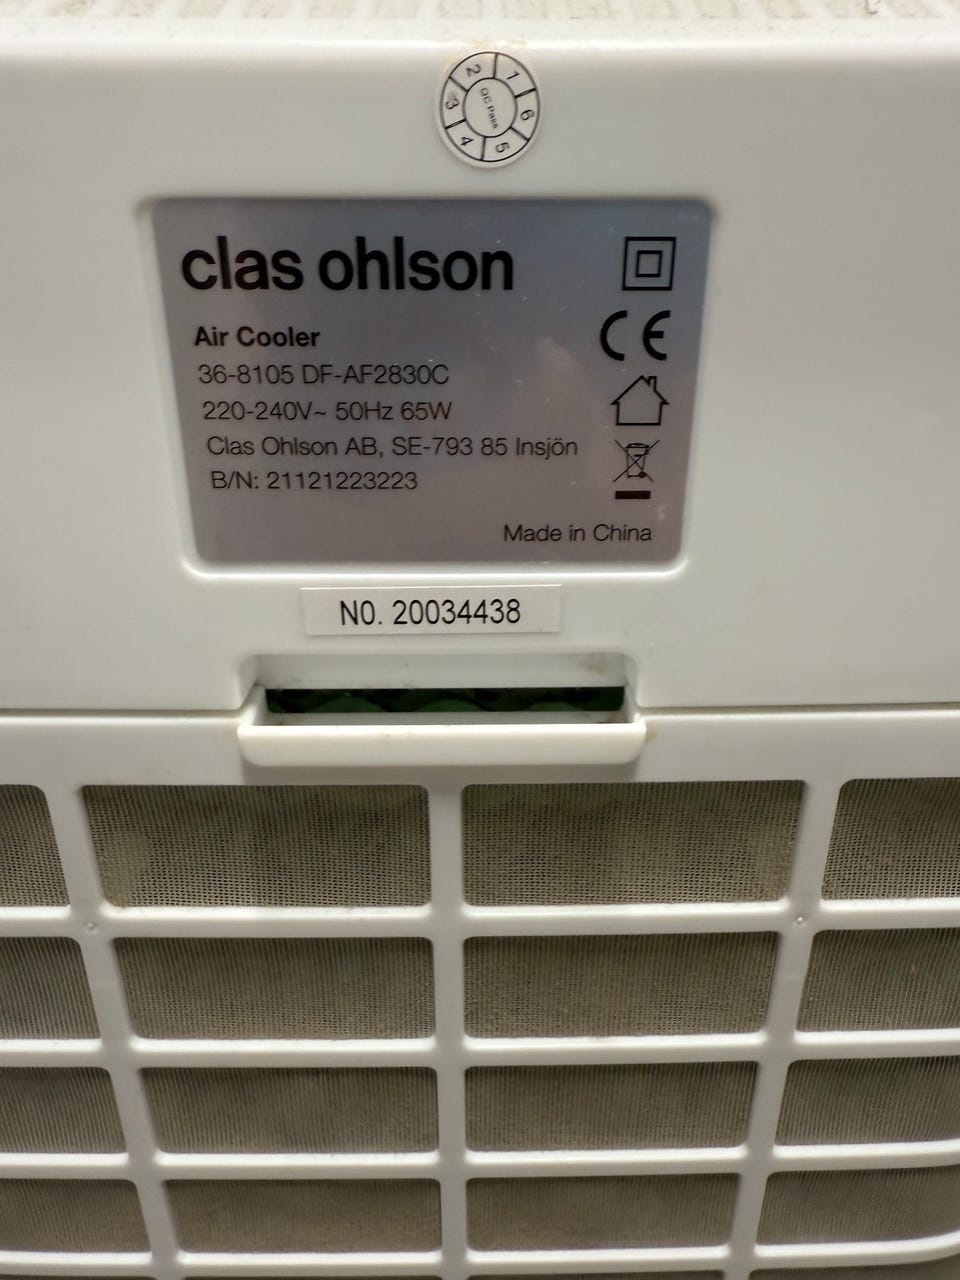 1
2
3
4
5
6
QC Pass
clas ohlson
CE
Air Cooler
36-8105 DF-AF2830C
220-240V~ 50Hz 65W
Clas Ohlson AB, SE-793 85 Insjön
B/N: 21121223223
Made in China
N0. 20034438